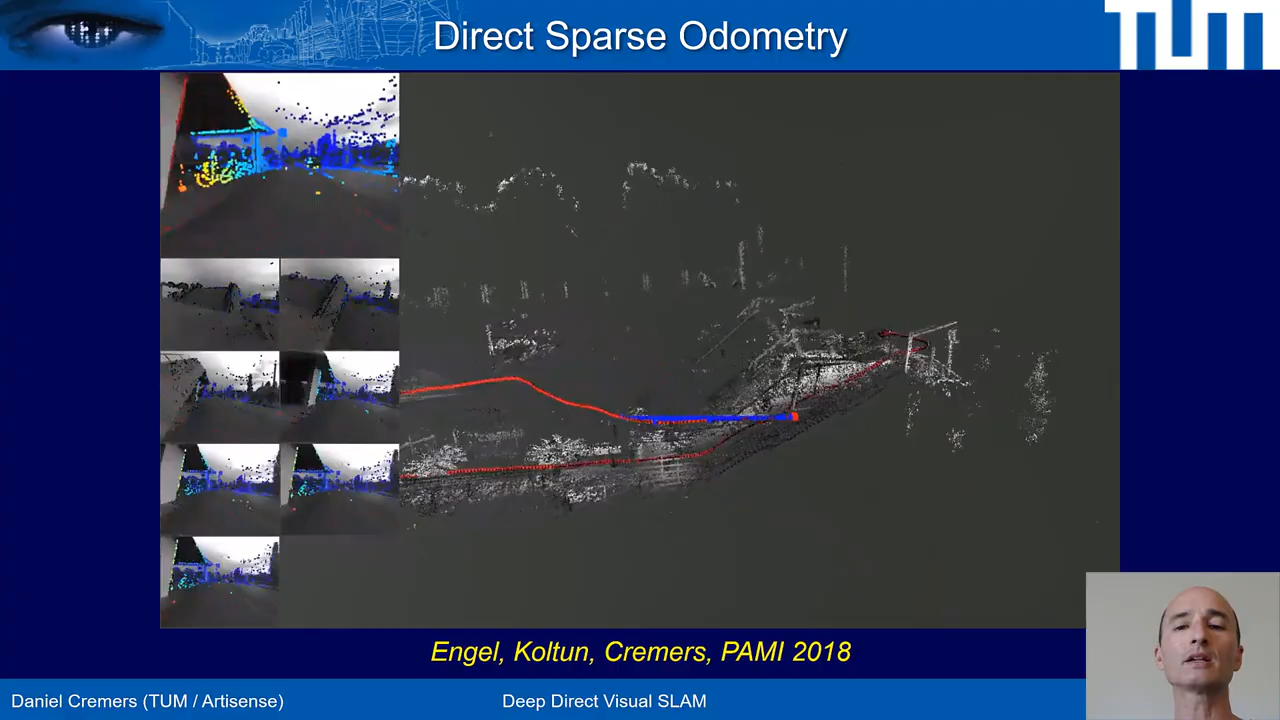 Direct Sparse Odometry
TUM
Engel, Koltun, Cremers, PAMI 2018
Daniel Cremers (TUM / Artisense)
Deep Direct Visual SLAM